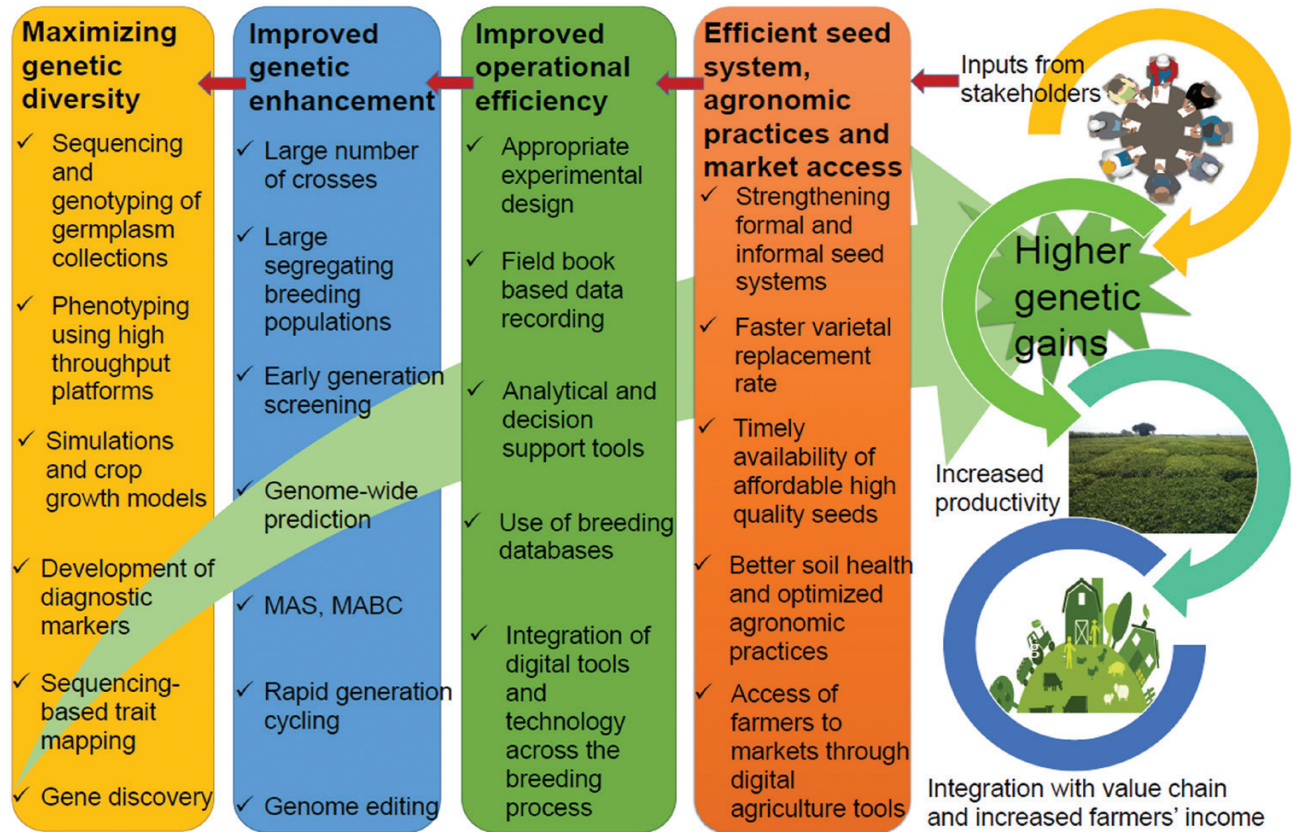 Maximizing
genetic
diversity
✓ Sequencing
and
genotyping of
germplasm
collections
✓ Phenotyping
using high
throughput
platforms
✓ Simulations
and crop
growth models
✓ Development of
diagnostic
markers
✓ Sequencing-
based trait
mapping
✓ Gene discovery
Improved
genetic
enhancement
✓ Large number
of crosses
✓ Large
segregating
breeding
populations
✓ Early generation
screening
✓ Genome-wide
prediction
✓ MAS, MABC
✓ Rapid generation
cycling
✓ Genome editing
Improved
operational
efficiency
✓ Appropriate
experimental
design
✓ Field book
based data
recording
✓ Analytical and
decision
support tools
✓ Use of breeding
databases
✓ Integration of
digital tools
and
technology
across the
breeding
process
Efficient seed
system,
agronomic
practices and
market access
✓ Strengthening
formal and
informal seed
systems
✓ Faster varietal
replacement
rate
✓ Timely
availability of
affordable high
quality seeds
✓ Better soil health
and optimized
agronomic
practices
✓ Access of
farmers to
markets through
digital
agriculture tools
Inputs from
stakeholders
Higher
genetic
gains
Increased
productivity
Integration with value chain
and increased farmers' income